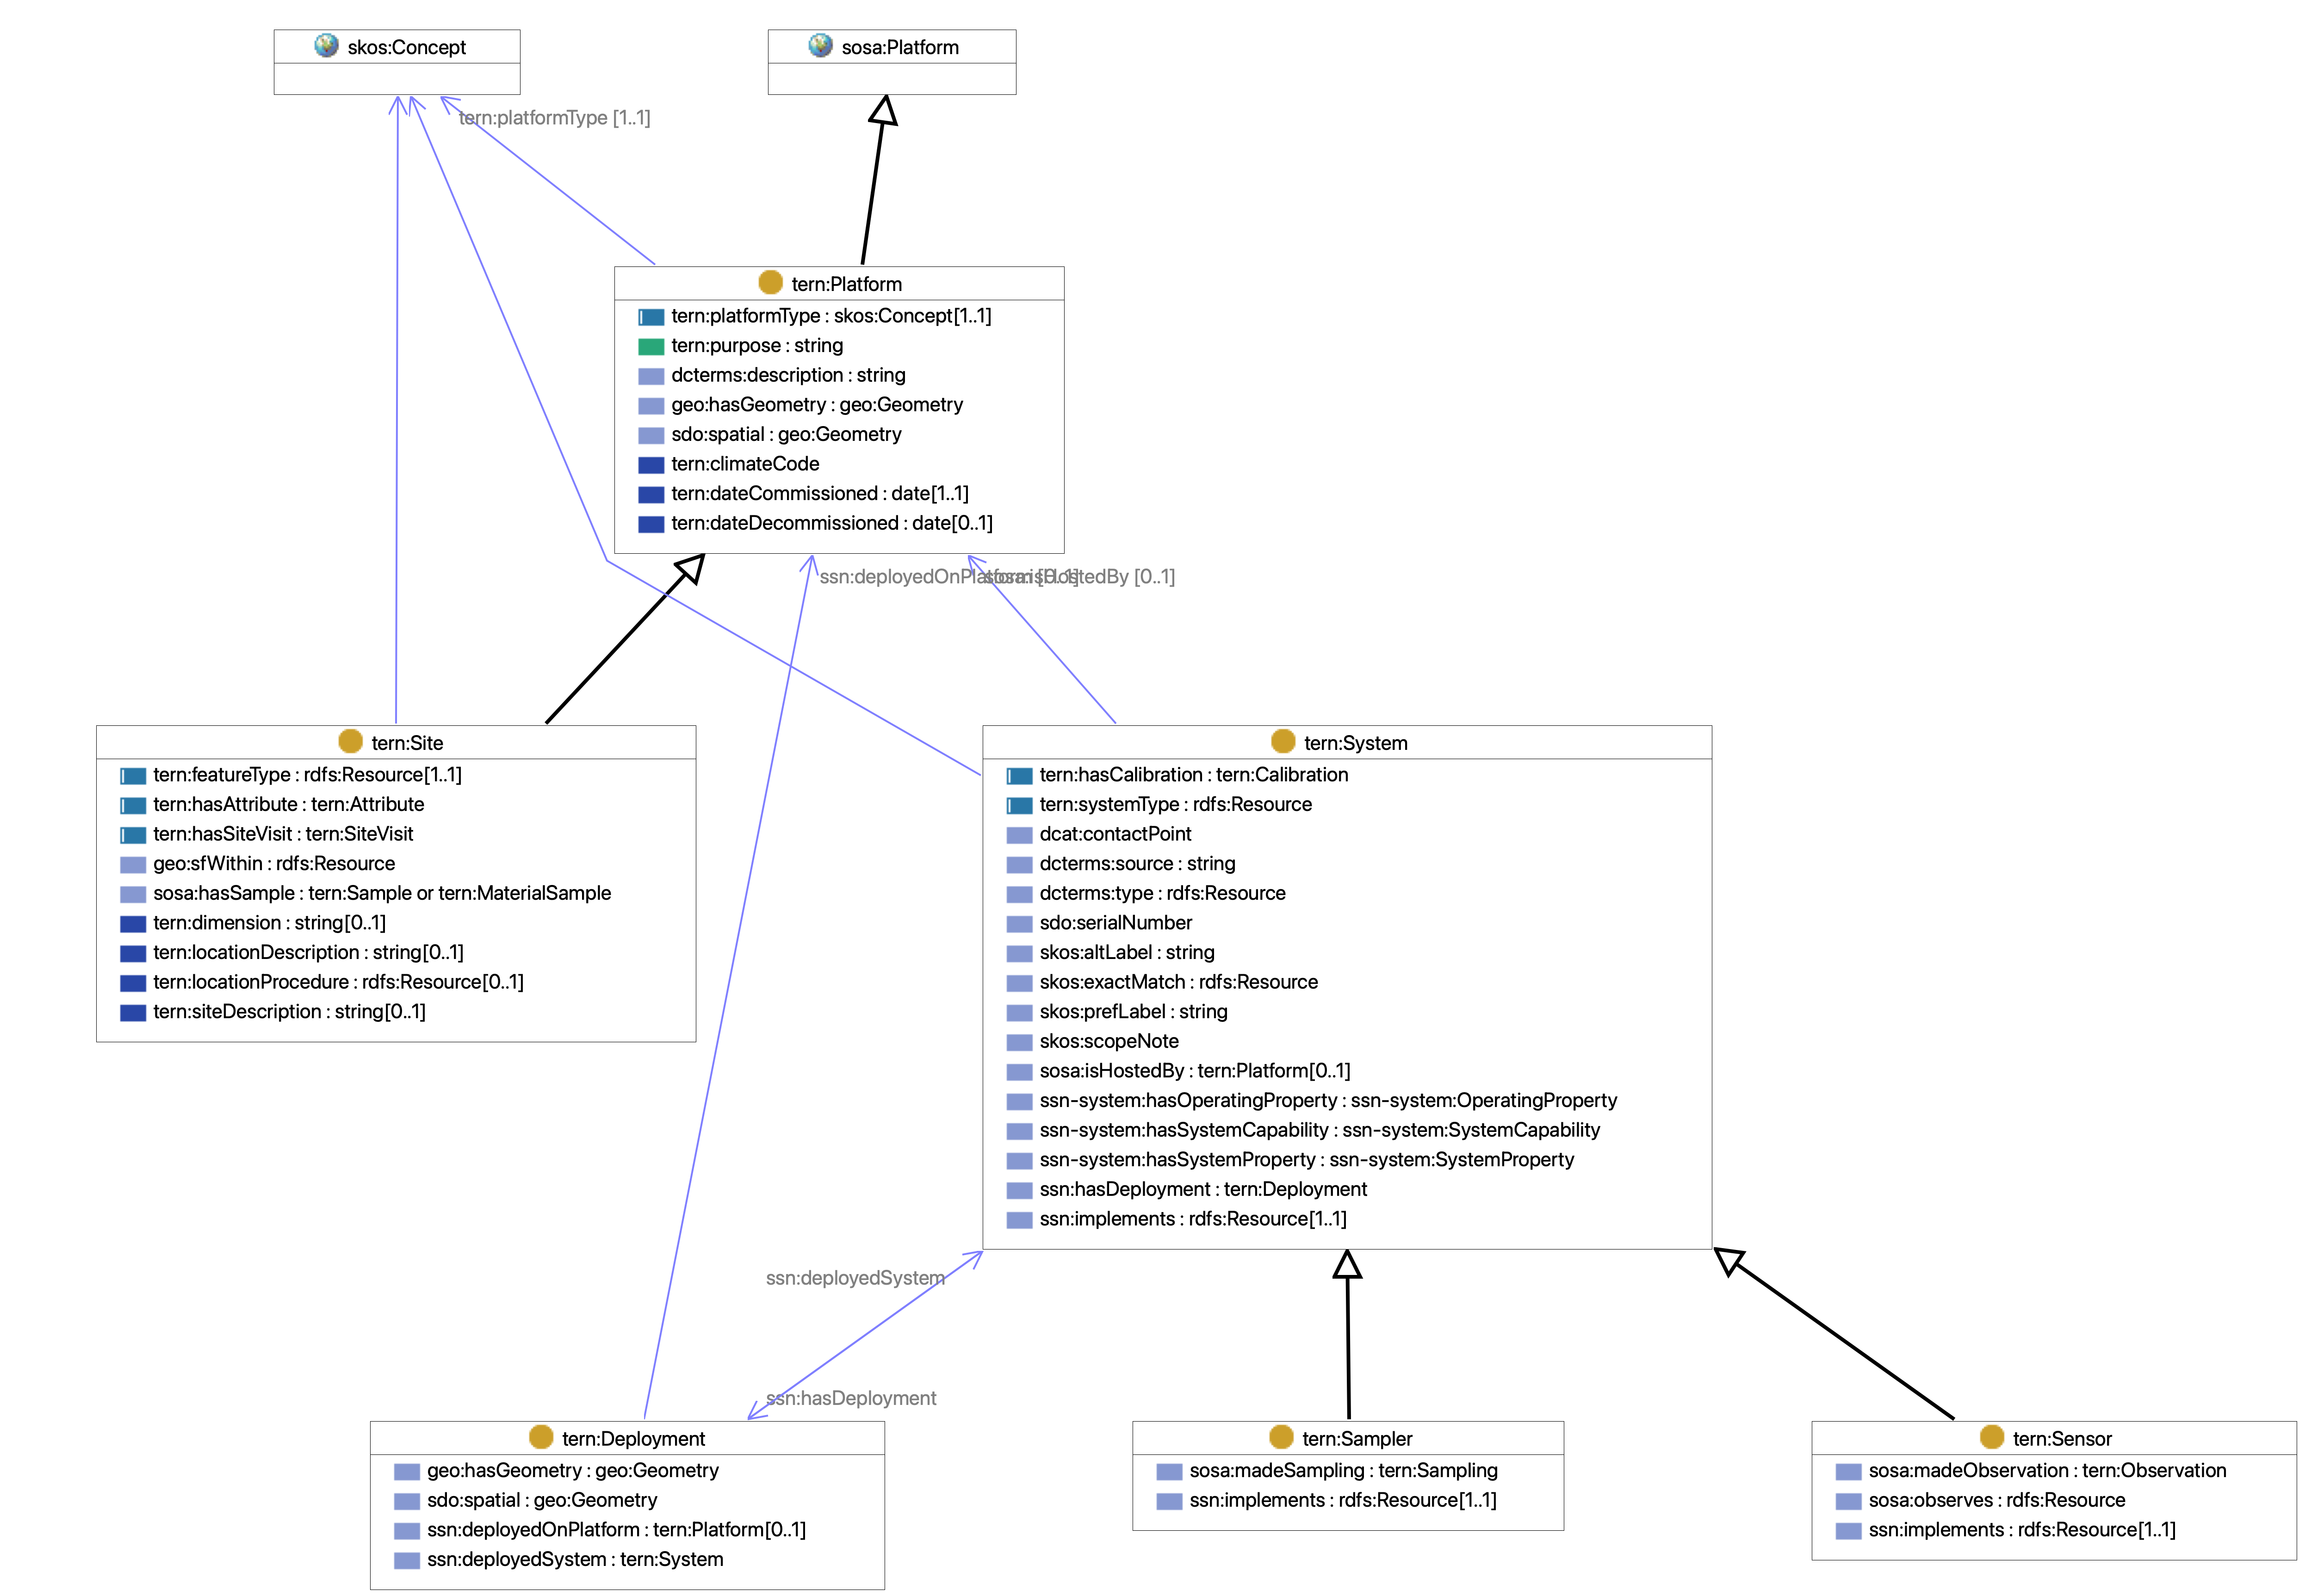 skos:Concept
sosa:Platform
tern:platformType [1..1]
tern:Platform
tern:platformType : skos:Concept[1..1]
tern:purpose : string
dcterms:description : string
geo:hasGeometry : geo:Geometry
sdo:spatial : geo:Geometry
tern:climateCode
tern:dateCommissioned : date[1..1]
tern:dateDecommissioned : date[0..1]
ssn:deployedOnPlatform [0..1]
sosa:isHostedBy [0..1]
tern:Site
tern:featureType : rdfs:Resource[1..1]
tern:hasAttribute : tern:Attribute
tern:hasSiteVisit : tern:SiteVisit
geo:sfWithin : rdfs:Resource
sosa:hasSample : tern:Sample or tern:MaterialSample
tern:dimension : string[0..1]
tern:locationDescription : string[0..1]
tern:locationProcedure : rdfs:Resource[0..1]
tern:siteDescription : string[0..1]
tern:System
tern:hasCalibration : tern:Calibration
tern:systemType : rdfs:Resource
dcat:contactPoint
dcterms:source : string
dcterms:type : rdfs:Resource
sdo:serialNumber
skos:altLabel : string
skos:exactMatch : rdfs:Resource
skos:prefLabel : string
skos:scopeNote
sosa:isHostedBy : tern:Platform[0..1]
ssn-system:hasOperatingProperty : ssn-system:OperatingProperty
ssn-system:hasSystemCapability : ssn-system:SystemCapability
ssn-system:hasSystemProperty : ssn-system:SystemProperty
ssn:hasDeployment : tern:Deployment
ssn:implements : rdfs:Resource[1..1]
ssn:deployedSystem
ssn:hasDeployment
tern:Deployment
geo:hasGeometry : geo:Geometry
sdo:spatial : geo:Geometry
ssn:deployedOnPlatform : tern:Platform[0..1]
ssn:deployedSystem : tern:System
tern:Sampler
sosa:madeSampling : tern:Sampling
ssn:implements : rdfs:Resource[1..1]
tern:Sensor
sosa:madeObservation : tern:Observation
sosa:observes : rdfs:Resource
ssn:implements : rdfs:Resource[1..1]